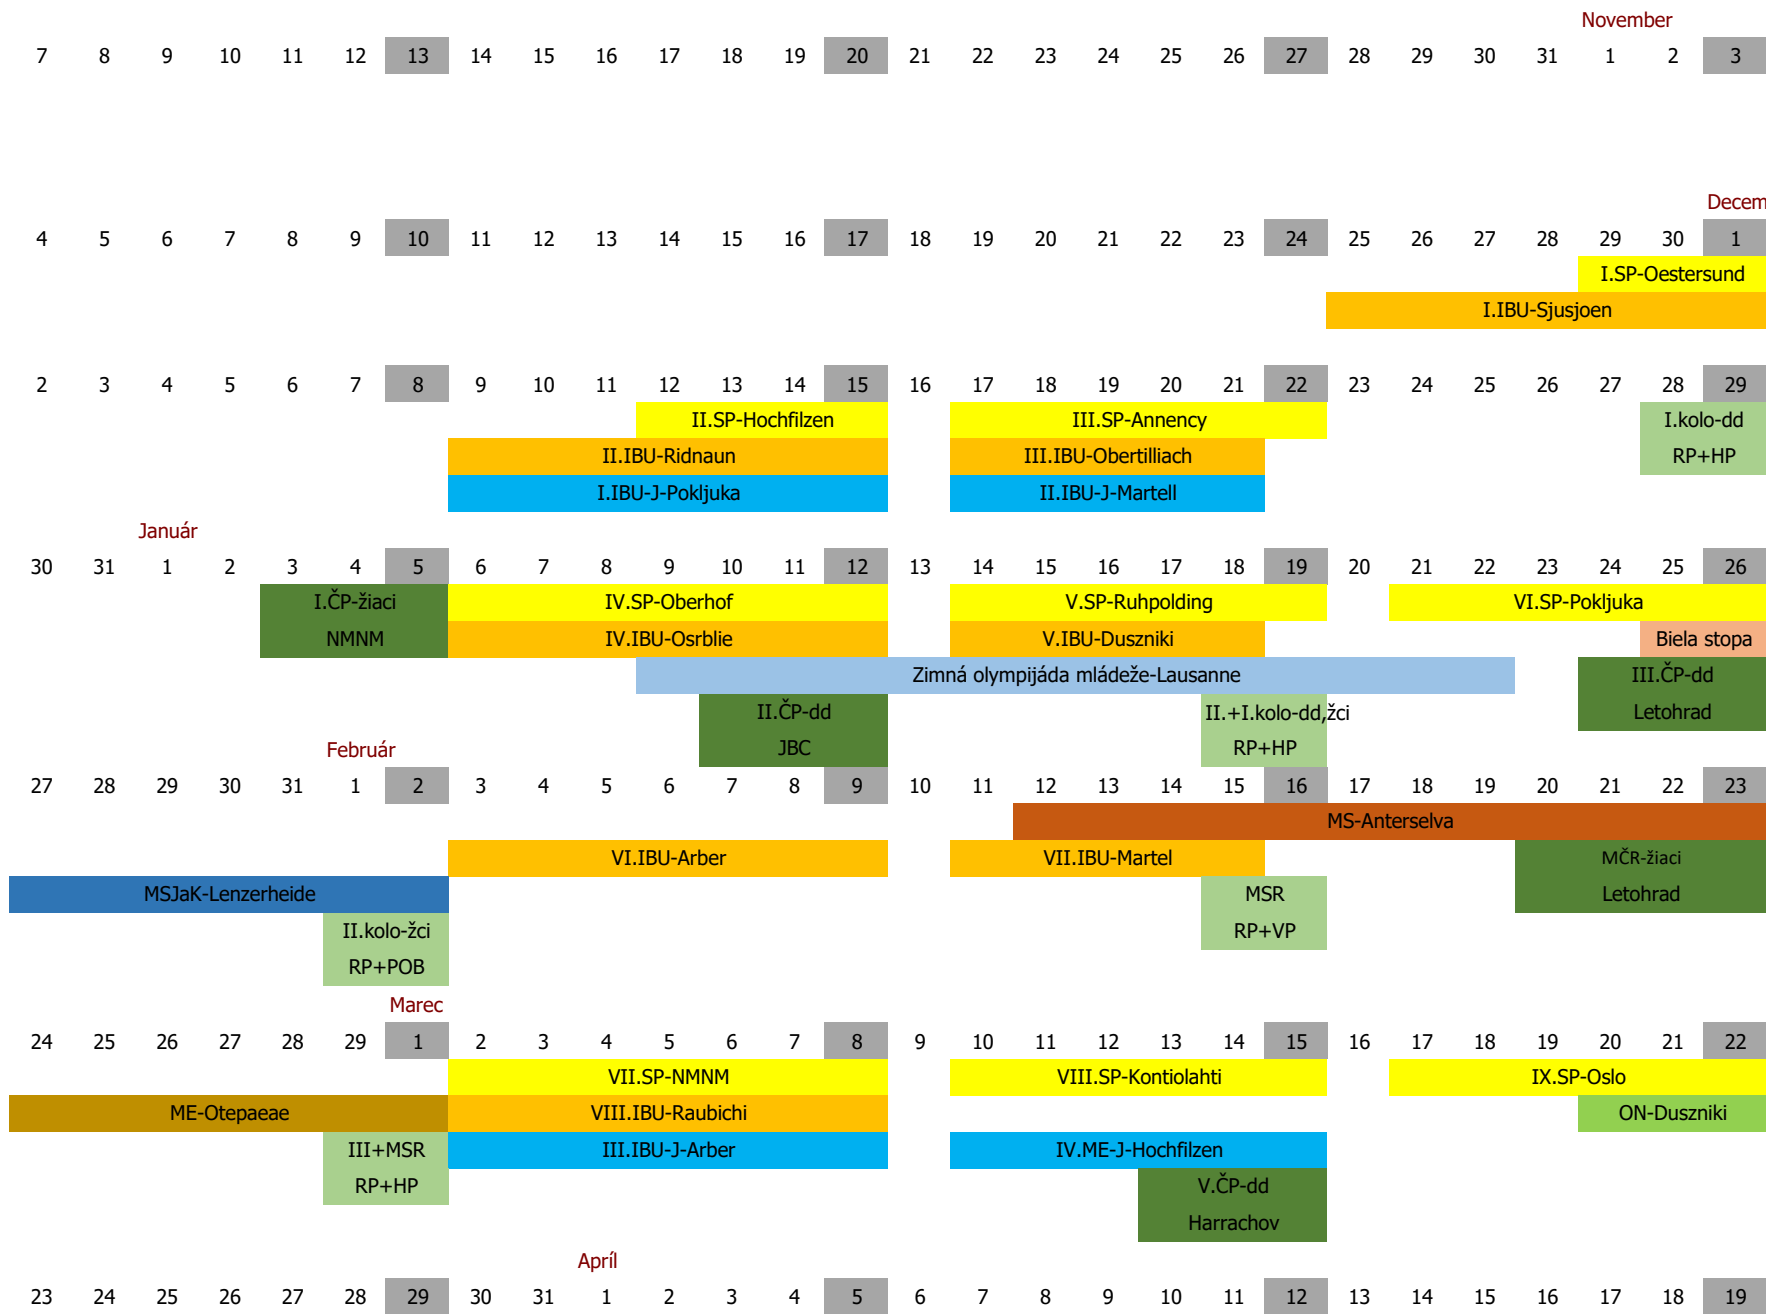 November
7 8 9 10 11 12 13 14 15 16 17 18 19 20 21 22 23 24 25 26 27 28 29 30 31 1 2 3
Decem
4 5 6 7 8 9 10 11 12 13 14 15 16 17 18 19 20 21 22 23 24 25 26 27 28 29 30 1
I.SP-Oestersund
I.IBU-Sjusjoen
2 3 4 5 6 7 8 9 10 11 12 13 14 15 16 17 18 19 20 21 22 23 24 25 26 27 28 29
II.SP-Hochfilzen III.SP-Annency I.kolo-dd
II.IBU-Ridnaun III.IBU-Obertilliach RP+HP
I.IBU-J-Pokljuka II.IBU-J-Martell
Január
30 31 1 2 3 4 5 6 7 8 9 10 11 12 13 14 15 16 17 18 19 20 21 22 23 24 25 26
I.ČP-žiaci IV.SP-Oberhof V.SP-Ruhpolding VI.SP-Pokljuka
NMNM IV.IBU-Osrblie V.IBU-Duszniki Biela stopa
Zimná olympijáda mládeže-Lausanne III.ČP-dd
II.ČP-dd II.+I.kolo-dd,žci Letohrad
JBC RP+HP
Február
27 28 29 30 31 1 2 3 4 5 6 7 8 9 10 11 12 13 14 15 16 17 18 19 20 21 22 23
MS-Anterselva
VI.IBU-Arber VII.IBU-Martel MČR-žiaci
MSJaK-Lenzerheide MSR Letohrad
II.kolo-žci RP+VP
RP+POB
Marec
24 25 26 27 28 29 1 2 3 4 5 6 7 8 9 10 11 12 13 14 15 16 17 18 19 20 21 22
VII.SP-NMNM VIII.SP-Kontiolahti IX.SP-Oslo
ME-Otepaeae VIII.IBU-Raubichi ON-Duszniki
III+MSR III.IBU-J-Arber IV.ME-J-Hochfilzen
RP+HP V.ČP-dd
Harrachov
Apríl
23 24 25 26 27 28 29 30 31 1 2 3 4 5 6 7 8 9 10 11 12 13 14 15 16 17 18 19